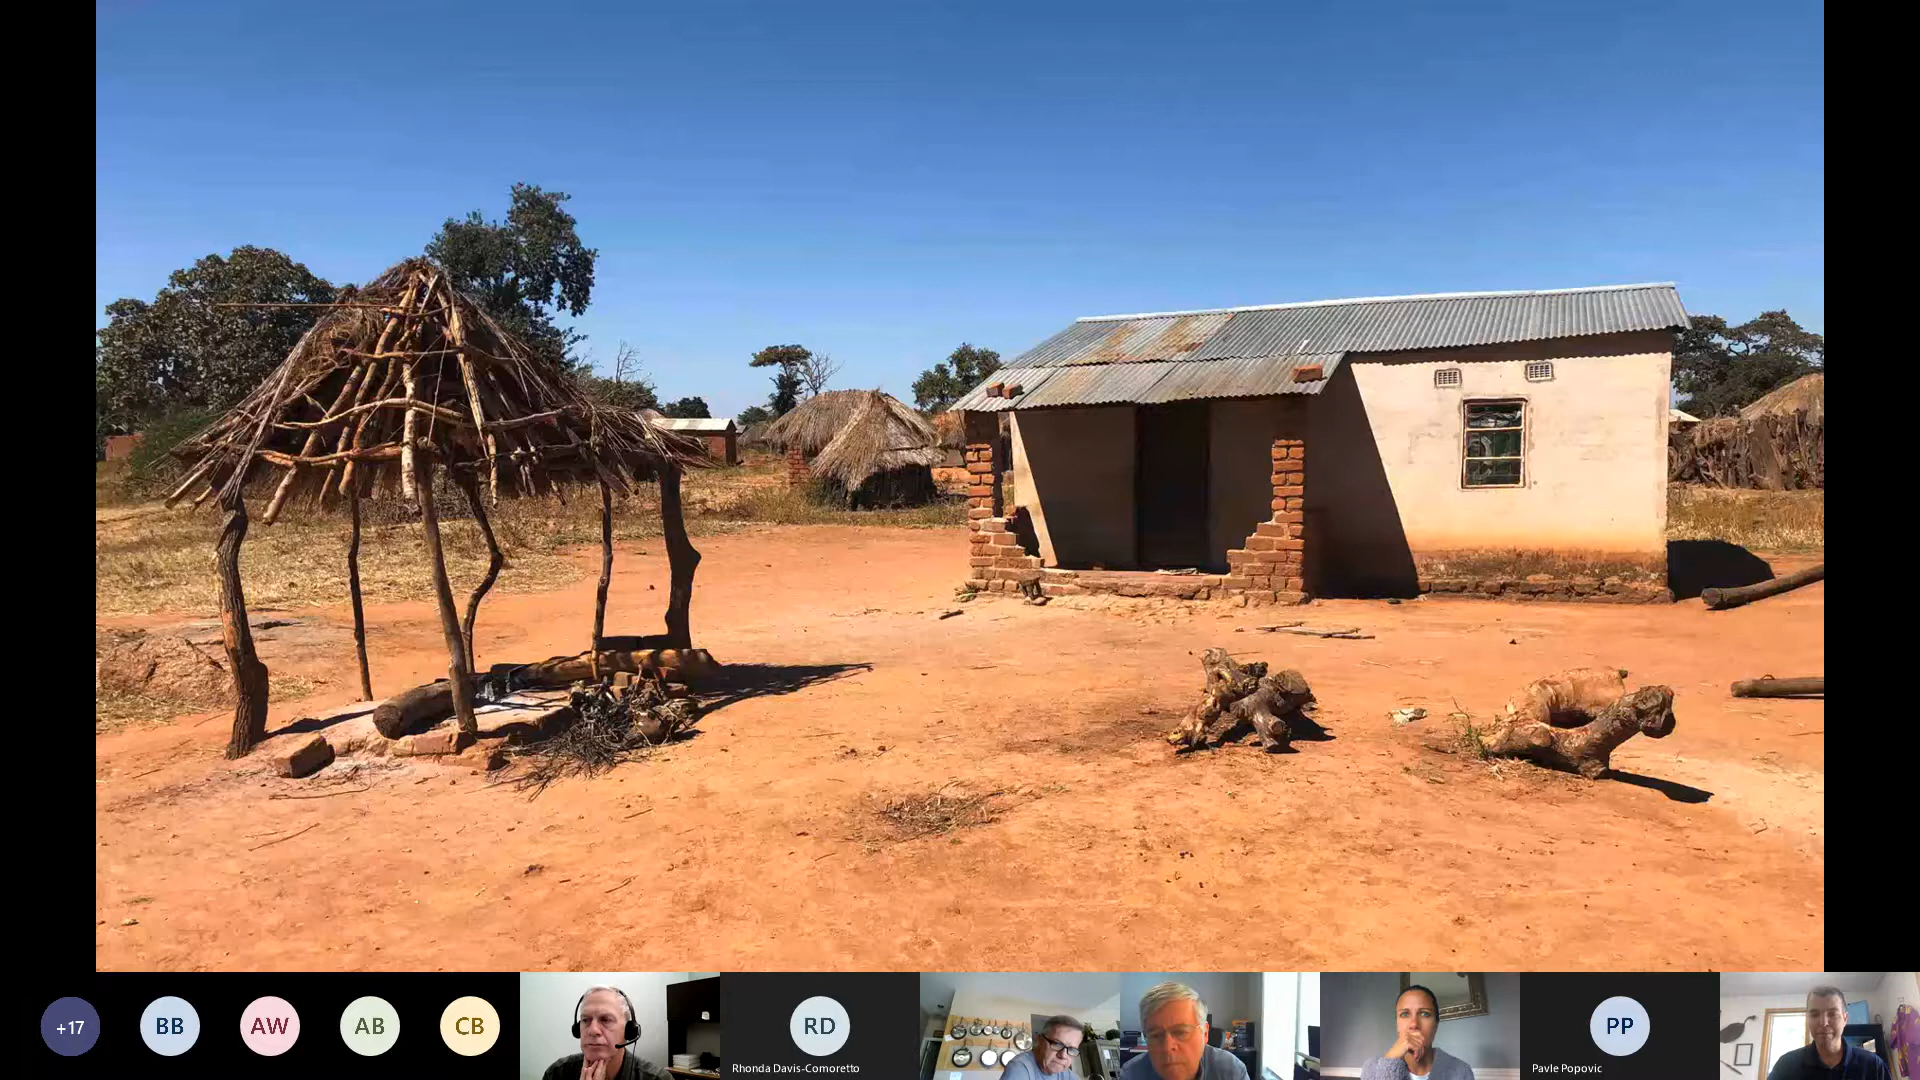 +17
BB
AW
AB
CB
RD
Rhonda Davis-Comoretto
PP
Pavle Popovic